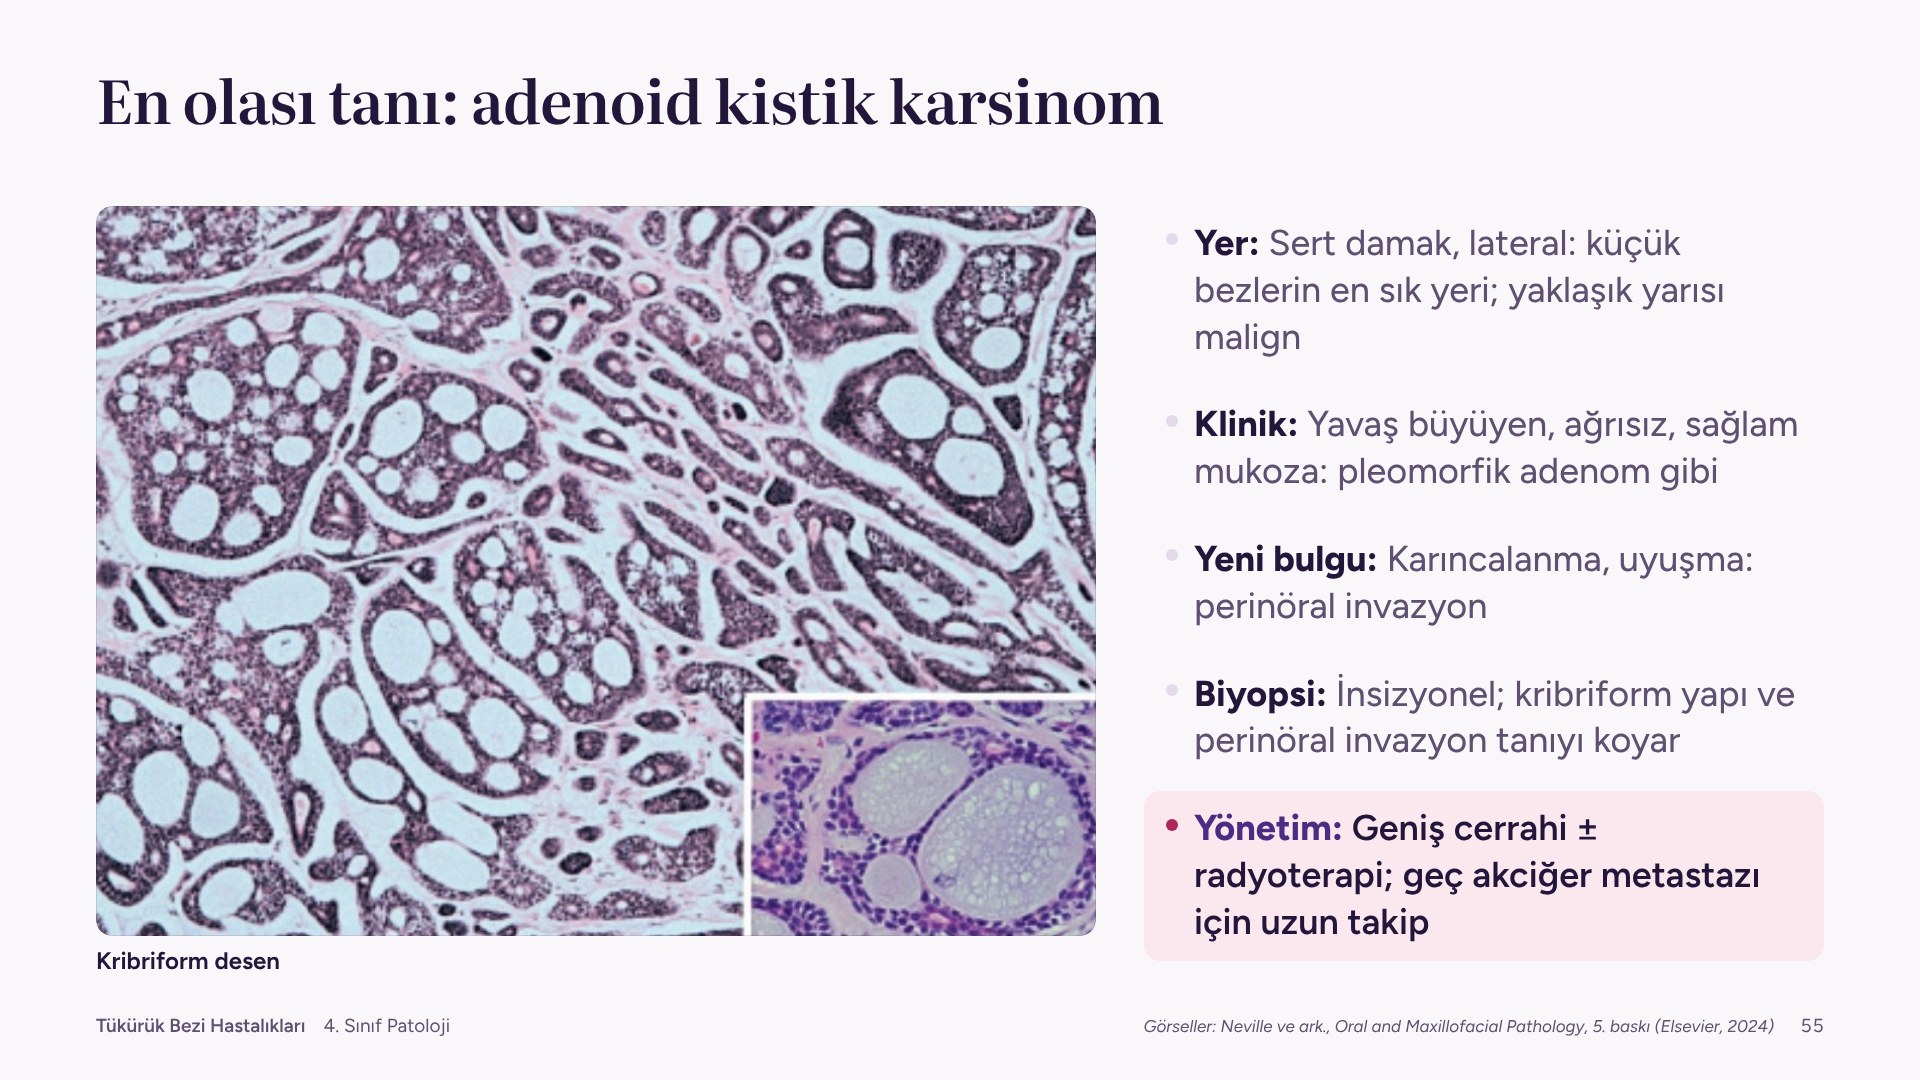 En olası tanı: adenoid kistik karsinom
Yer: Sert damak, lateral: küçük
bezlerin en sık yeri; yaklaşık yarısı
malign
Klinik: Yavaş büyüyen, ağrısız, sağlam
mukoza: pleomorfik adenom gibi
Yeni bulgu: Karıncalanma, uyuşma:
perinöral invazyon
Biyopsi: İnsizyonel; kribriform yapı ve
perinöral invazyon tanıyı koyar
Yönetim: Geniş cerrahi ±
radyoterapi; geç akciğer metastazı
için uzun takip
Kribriform desen
Tükürük Bezi Hastalıkları 4. Sınıf Patoloji
Görseller: Neville ve ark., Oral and Maxillofacial Pathology, 5. baskı (Elsevier, 2024) 55